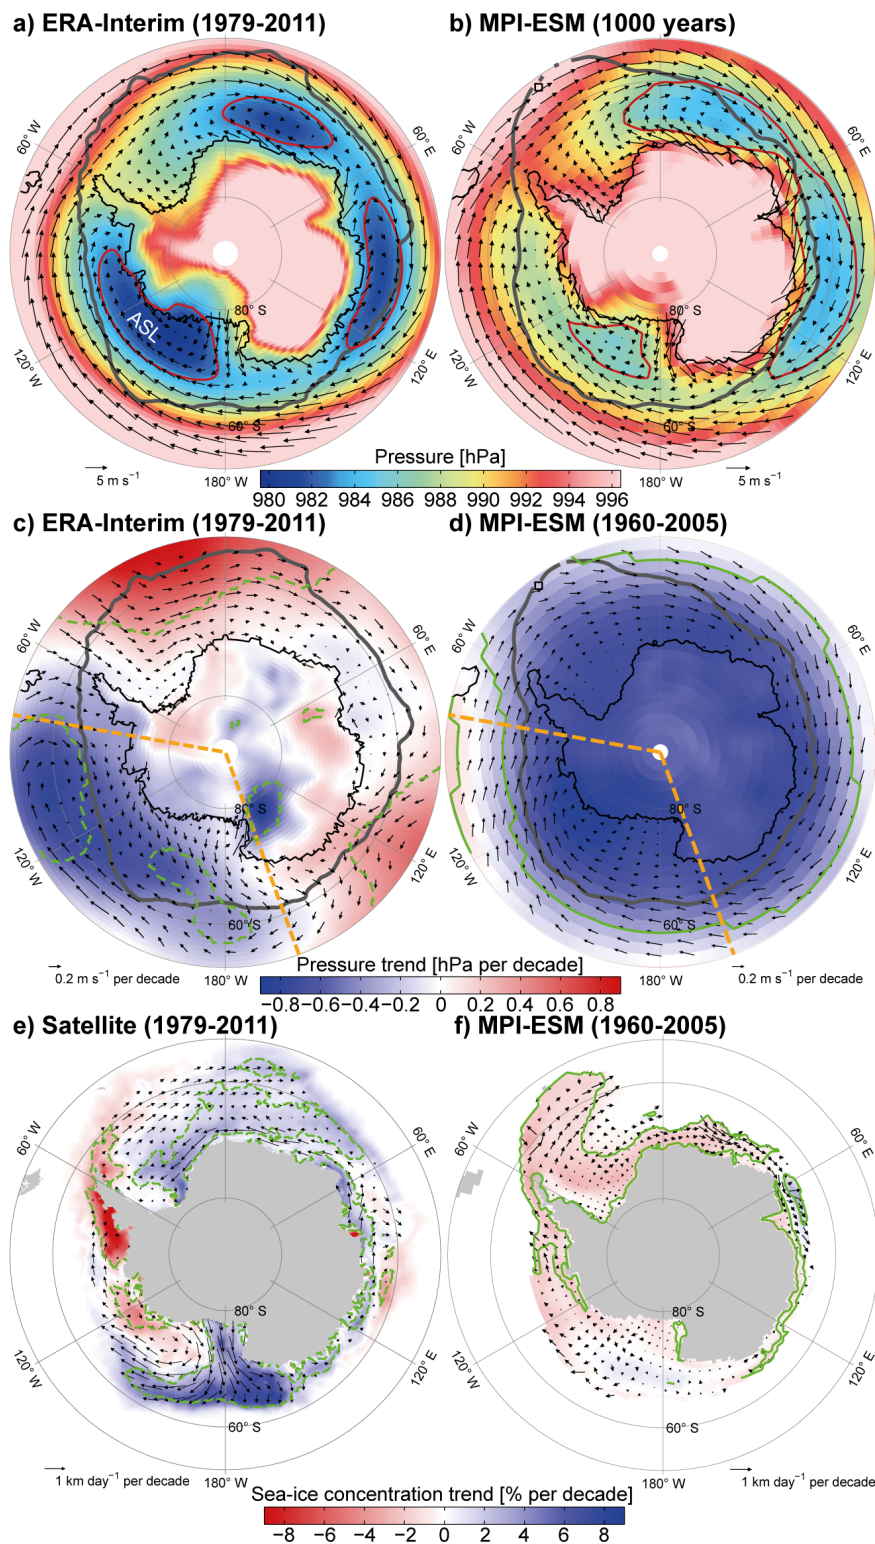 a) ERA-Interim (1979-2011)
b) MPI-ESM (1000 years)
60° W
60° E
60° W
60° E
80° S
80° S
ASL
120° W
120° E
120° W
120° E
60° S
60° S
Pressure [hPa]
5 m s⁻¹
180° W
180° W
5 m s⁻¹
980 982 984 986 988 990 992 994 996
c) ERA-Interim (1979-2011)
d) MPI-ESM (1960-2005)
60° W
60° E
60° W
60° E
80° S
80° S
120° W
120° E
120° W
120° E
60° S
60° S
Pressure trend [hPa per decade]
0.2 m s⁻¹ per decade
180° W
180° W
0.2 m s⁻¹ per decade
−0.8 −0.6 −0.4 −0.2 0 0.2 0.4 0.6 0.8
e) Satellite (1979-2011)
f) MPI-ESM (1960-2005)
60° W
60° E
60° W
60° E
80° S
80° S
120° W
120° E
120° W
120° E
60° S
60° S
1 km day⁻¹ per decade
180° W
180° W
1 km day⁻¹ per decade
Sea-ice concentration trend [% per decade]
−8 −6 −4 −2 0 2 4 6 8